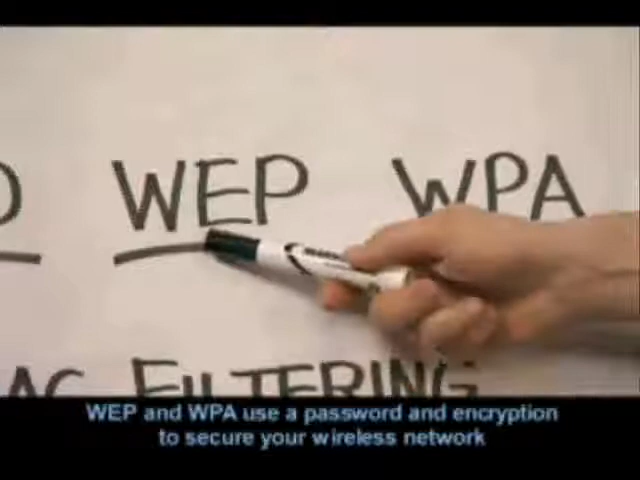 WEP WPA
FILTERING
WEP and WPA use a password and encryption
to secure your wireless network